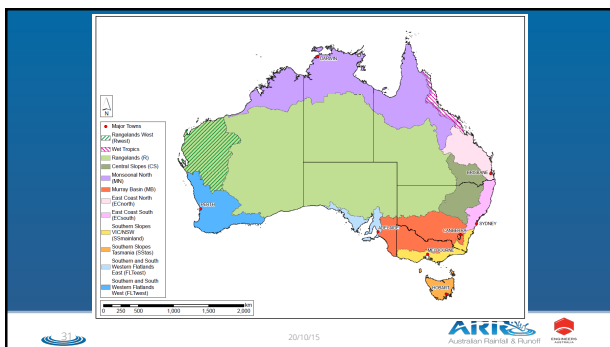 DARWIN
BRISBANE
PERTH
SYDNEY
ADELAIDE
CANBERRA
MELBOURNE
HOBART
N
Major Towns
Rangelands West
(Rwest)
Wet Tropics
Rangelands (R)
Central Slopes (CS)
Monsoonal North
(MN)
Murray Basin (MB)
East Coast North
(ECnorth)
East Coast South
(ECsouth)
Southern Slopes
VIC/NSW
(SSmainland)
Southern Slopes
Tasmania (SStas)
Southern and South
Western Flatlands
East (FLTeast)
Southern and South
Western Flatlands
West (FLTwest)
km
0 250 500 1,000 1,500 2,000
31
20/10/15
ARR
Australian Rainfall & Runoff
ENGINEERS
AUSTRALIA